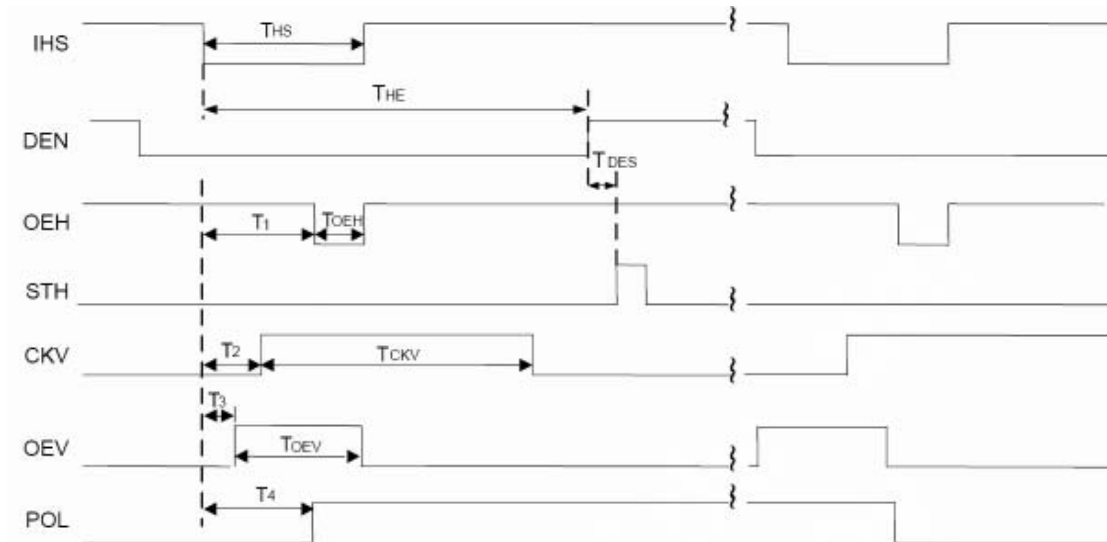 IHS
THS
THE
DEN
TDES
OEH
T1
TOEH
STH
CKV
T2
TCKV
T3
OEV
TOEV
T4
POL